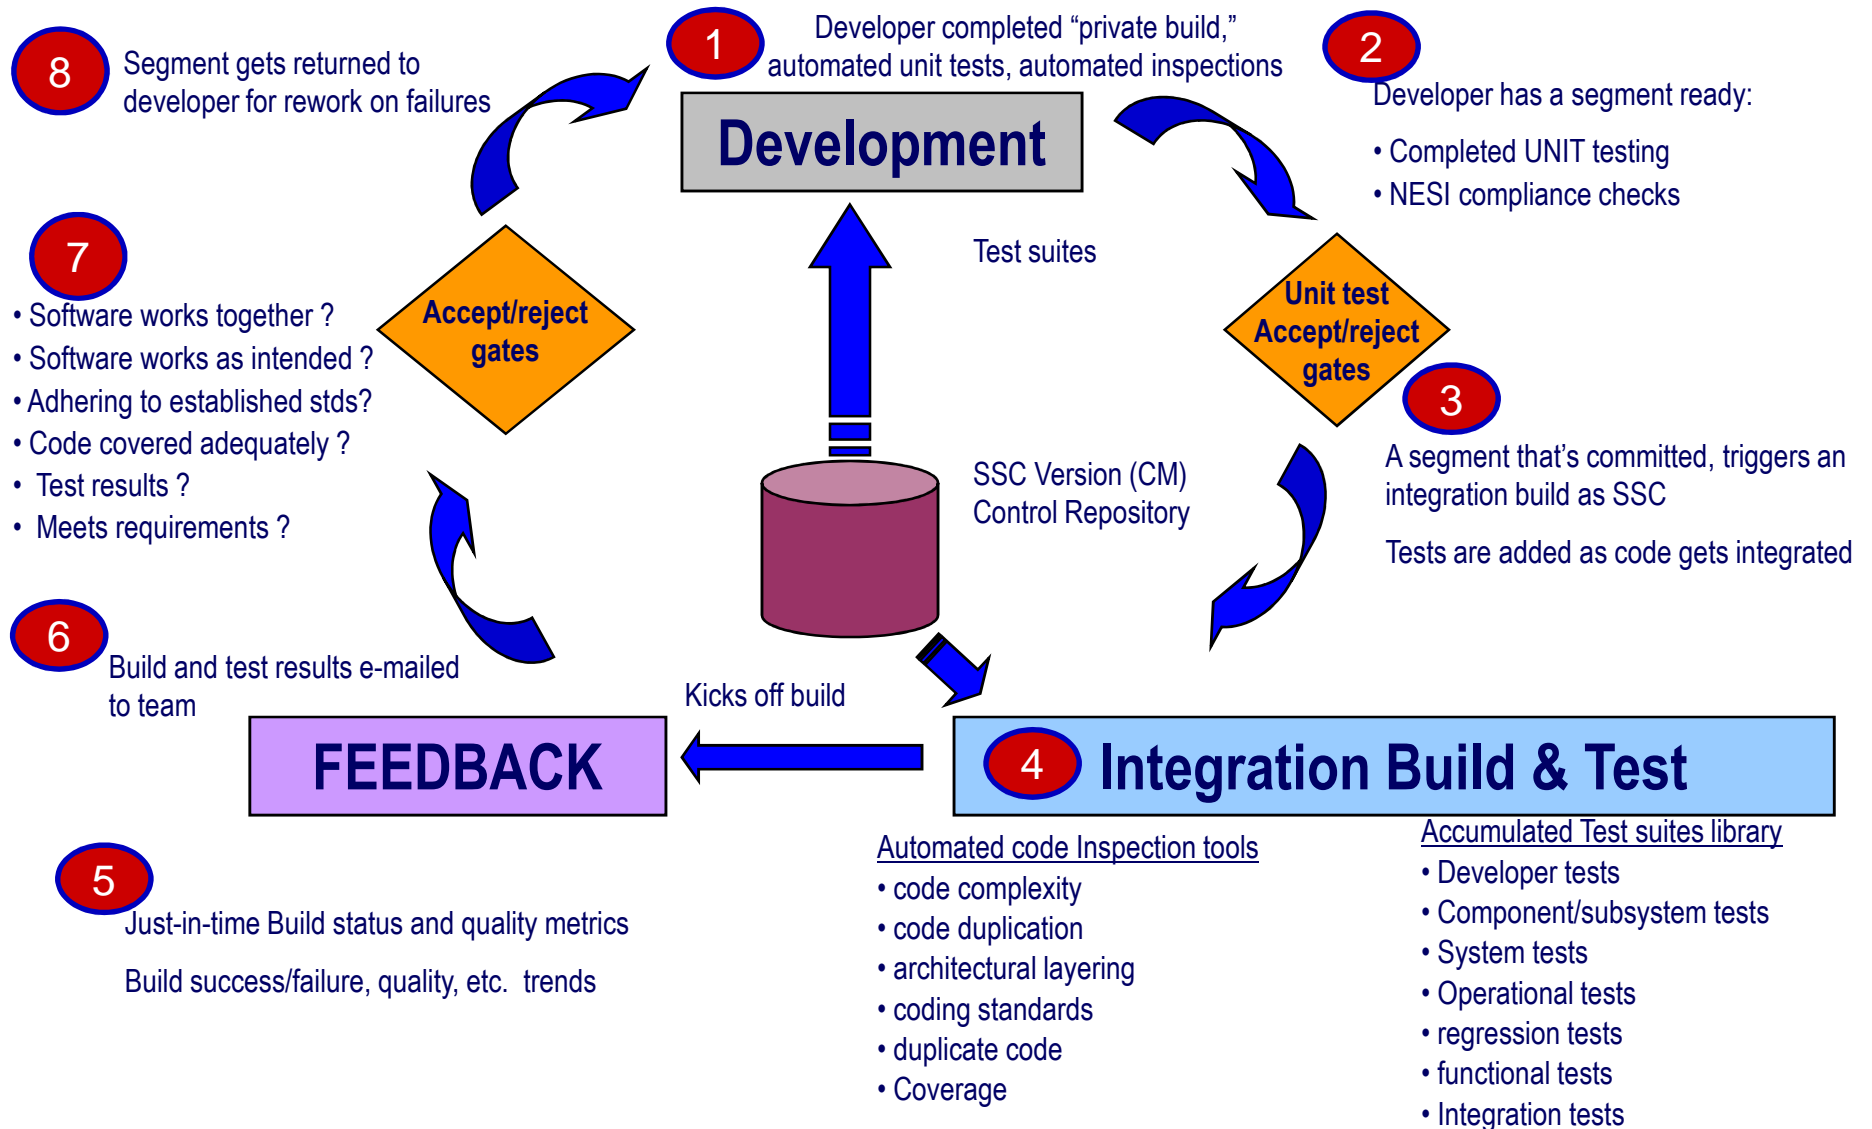 1
Developer completed “private build,”
automated unit tests, automated inspections
Development
2
Developer has a segment ready:
• Completed UNIT testing
• NESI compliance checks
Unit test
Accept/reject
gates
3
A segment that’s committed, triggers an
integration build as SSC
Tests are added as code gets integrated
Test suites
SSC Version (CM)
Control Repository
4
Integration Build & Test
Automated code Inspection tools
• code complexity
• code duplication
• architectural layering
• coding standards
• duplicate code
• Coverage
Accumulated Test suites library
• Developer tests
• Component/subsystem tests
• System tests
• Operational tests
• regression tests
• functional tests
• Integration tests
Kicks off build
FEEDBACK
5
Just-in-time Build status and quality metrics
Build success/failure, quality, etc. trends
6
Build and test results e-mailed
to team
7
• Software works together ?
• Software works as intended ?
• Adhering to established stds?
• Code covered adequately ?
• Test results ?
• Meets requirements ?
Accept/reject
gates
8
Segment gets returned to
developer for rework on failures